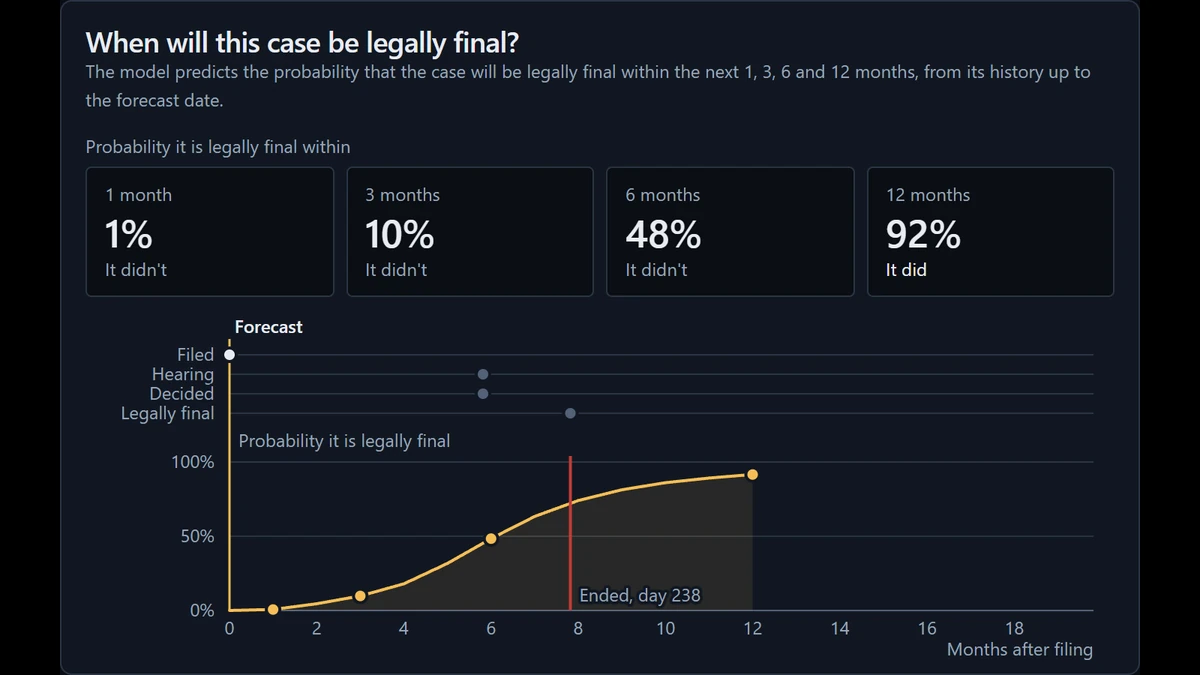 When will this case be legally final?
The model predicts the probability that the case will be legally final within the next 1, 3, 6 and 12 months, from its history up to
the forecast date.
Probability it is legally final within
1 month
1%
It didn't
3 months
10%
It didn't
6 months
48%
It didn't
12 months
92%
It did
Forecast
Filed
Hearing
Decided
Legally final
Probability it is legally final
100%
50%
0%
Ended, day 238
0 2 4 6 8 10 12 14 16 18
Months after filing